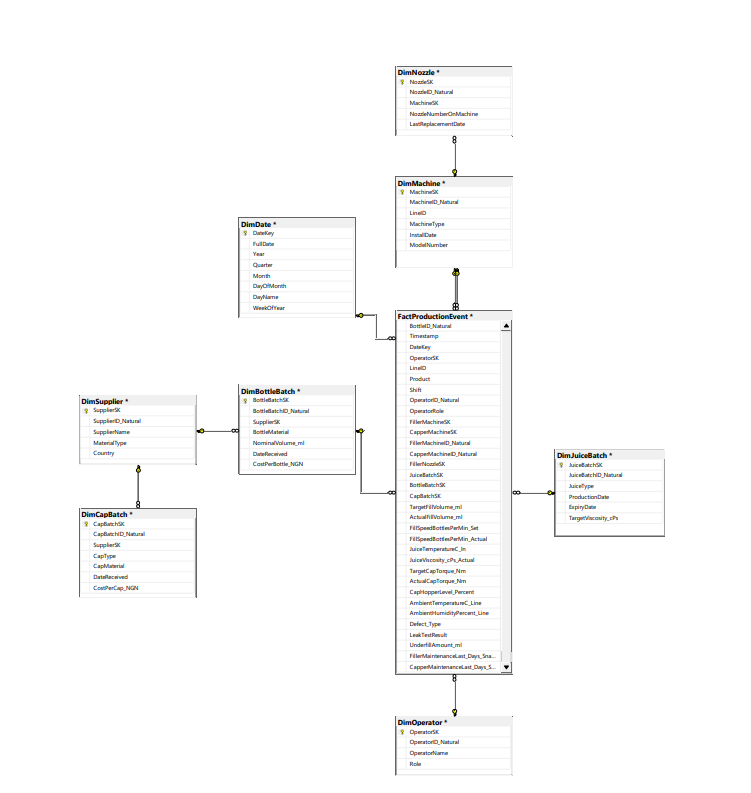 DimNozzle *
NozzleSK
NozzleID_Natural
MachineSK
NozzleNumberOnMachine
LastReplacementDate
DimMachine *
MachineSK
MachineID_Natural
LineID
MachineType
InstallDate
ModelNumber
DimDate *
DateKey
FullDate
Year
Quarter
Month
DayOfMonth
DayName
WeekOfYear
FactProductionEvent *
BottleID_Natural
Timestamp
DateKey
OperatorSK
LineID
Product
Shift
OperatorID_Natural
OperatorRole
FillerMachineSK
CapperMachineSK
FillerMachineID_Natural
CapperMachineID_Natural
FillerNozzleSK
JuiceBatchSK
BottleBatchSK
CapBatchSK
TargetFillVolume_ml
ActualFillVolume_ml
FillSpeedBottlesPerMin_Set
FillSpeedBottlesPerMin_Actual
JuiceTemperatureC_In
JuiceViscosity_cPs_Actual
TargetCapTorque_Nm
ActualCapTorque_Nm
CapHopperLevel_Percent
AmbientTemperatureC_Line
AmbientHumidityPercent_Line
Defect_Type
LeakTestResult
UnderfillAmount_ml
FillerMaintenanceLast_Days_Sna...
CapperMaintenanceLast_Days_S...
DimBottleBatch *
BottleBatchSK
BottleBatchID_Natural
SupplierSK
BottleMaterial
NominalVolume_ml
DateReceived
CostPerBottle_NGN
DimSupplier *
SupplierSK
SupplierID_Natural
SupplierName
MaterialType
Country
DimJuiceBatch *
JuiceBatchSK
JuiceBatchID_Natural
JuiceType
ProductionDate
ExpiryDate
TargetViscosity_cPs
DimCapBatch *
CapBatchSK
CapBatchID_Natural
SupplierSK
CapType
CapMaterial
DateReceived
CostPerCap_NGN
DimOperator *
OperatorSK
OperatorID_Natural
OperatorName
Role